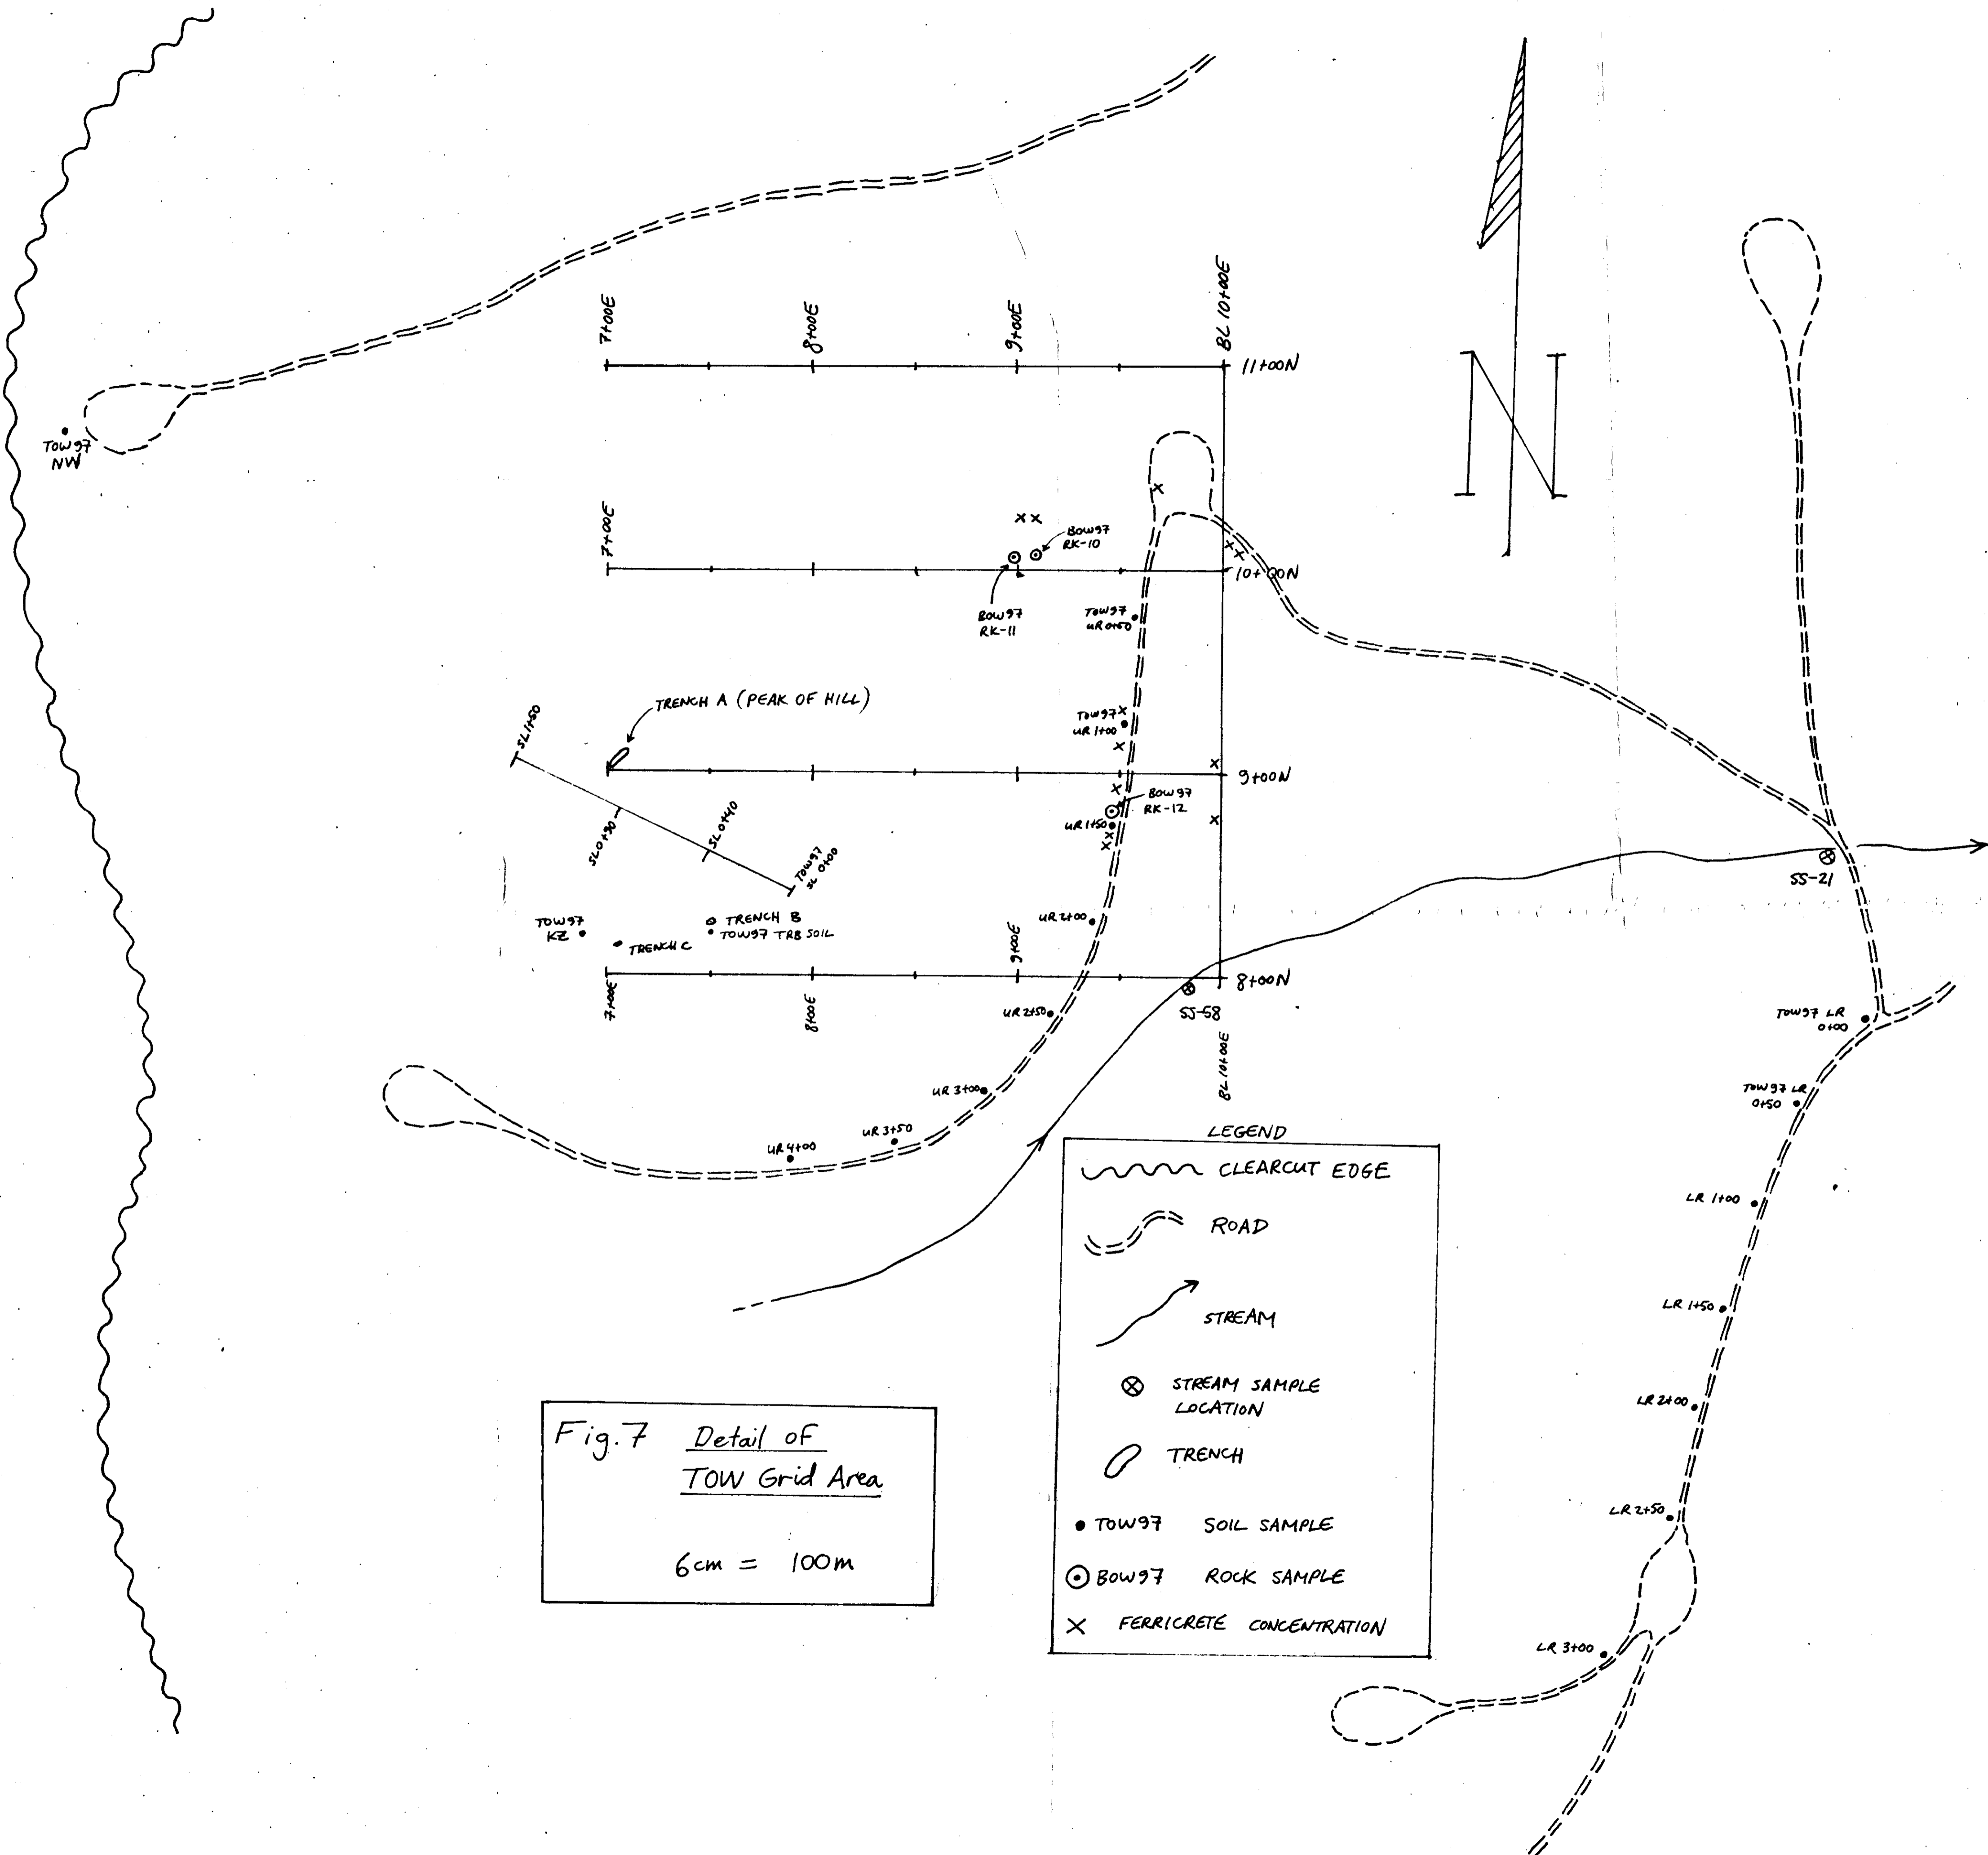 7+00E
8+00E
9+00E
BL 10+00E
11+00N
TOW97
NW
N
7+00E
BOW97
RK-10
10+00N
BOW97
RK-11
TOW97
UR 0+50
TRENCH A (PEAK OF HILL)
SL 1+50
TOW97
UR 1+00
9+00N
BOW97
RK-12
UR 1+50
SL 0+90
SL 0+40
TOW97
SL 0+00
SS-21
TOW97
KZ
TRENCH B
TOW97 TRB SOIL
TRENCH C
UR 2+00
9+00E
8+00N
7+00E
8+00E
UR 2+50
SS-58
BL 10+00E
TOW97 LR
0+00
UR 3+00
TOW97 LR
0+50
UR 3+50
UR 4+00
LR 1+00
LR 1+50
LR 2+00
LR 2+50
LR 3+00
LEGEND
CLEARCUT EDGE
ROAD
STREAM
STREAM SAMPLE
LOCATION
TRENCH
TOW97 SOIL SAMPLE
BOW97 ROCK SAMPLE
X FERRICRETE CONCENTRATION
Fig.7 Detail of
TOW Grid Area
6cm = 100m